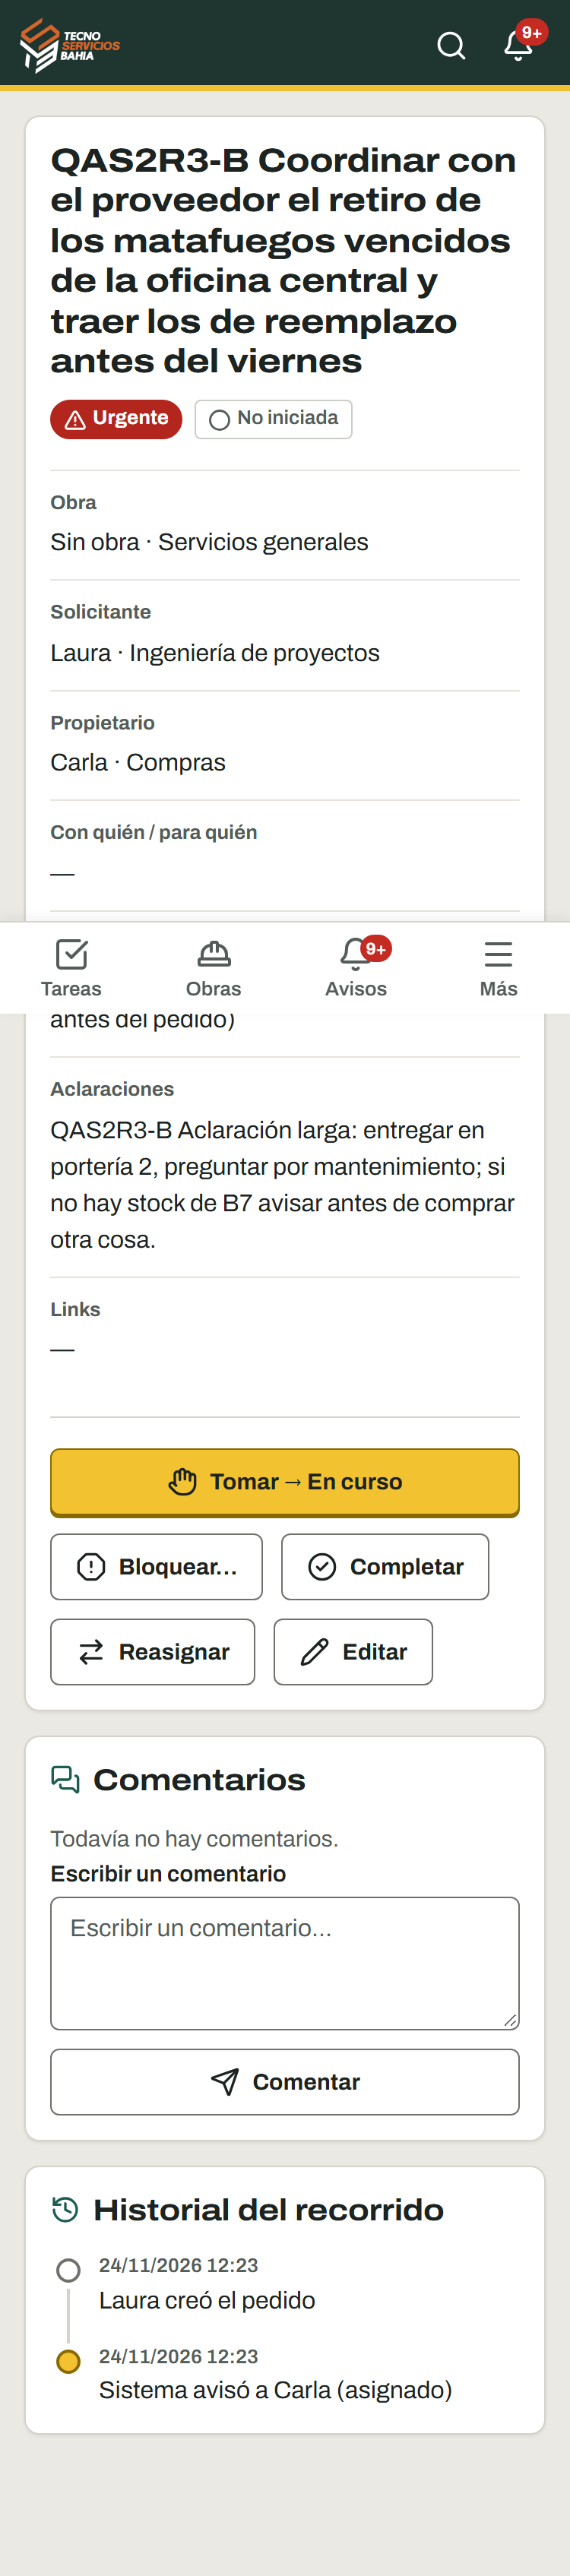 TECNO
SERVICIOS
BAHIA
9+
QAS2R3-B Coordinar con
el proveedor el retiro de
los matafuegos vencidos
de la oficina central y
traer los de reemplazo
antes del viernes
Urgente
No iniciada
Obra
Sin obra · Servicios generales
Solicitante
Laura · Ingeniería de proyectos
Propietario
Carla · Compras
Con quién / para quién
—
9+
Tareas
Obras
Avisos
Más
antes del pedido)
Aclaraciones
QAS2R3-B Aclaración larga: entregar en
portería 2, preguntar por mantenimiento; si
no hay stock de B7 avisar antes de comprar
otra cosa.
Links
—
Tomar → En curso
Bloquear...
Completar
Reasignar
Editar
Comentarios
Todavía no hay comentarios.
Escribir un comentario
Escribir un comentario...
Comentar
Historial del recorrido
24/11/2026 12:23
Laura creó el pedido
24/11/2026 12:23
Sistema avisó a Carla (asignado)